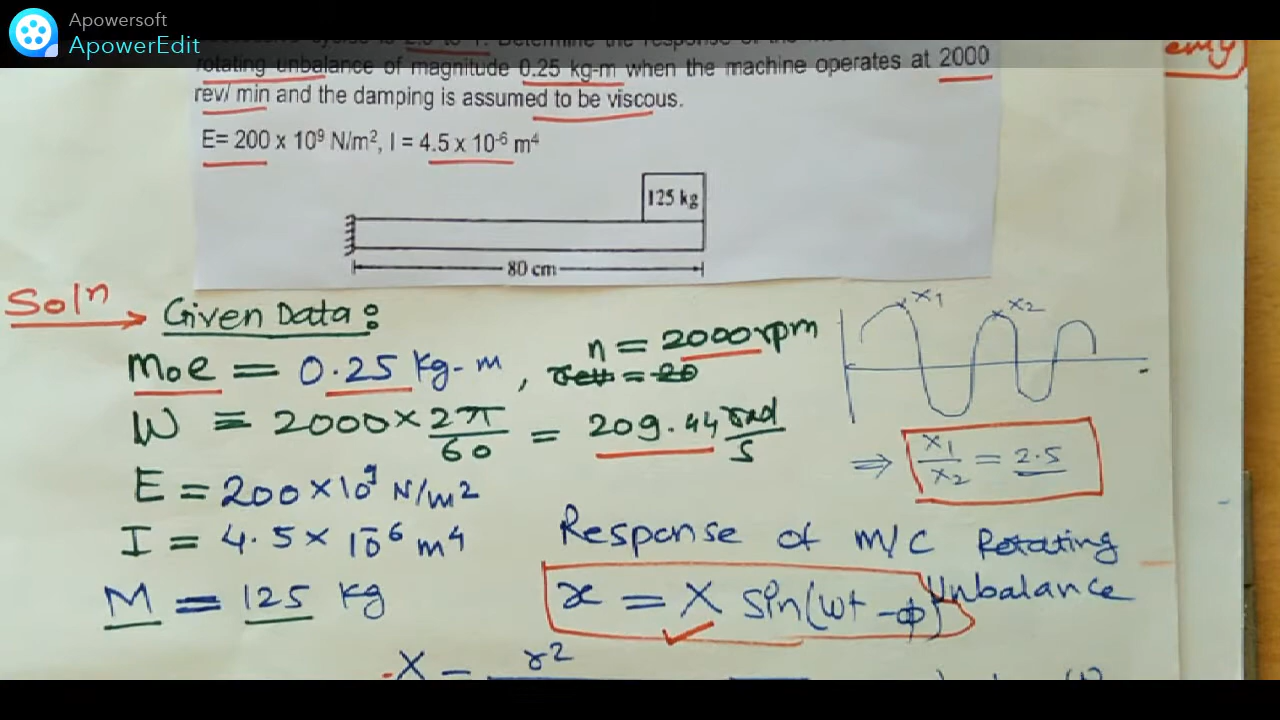 Apowersoft
ApowerEdit
rotating unbalance of magnitude 0.25 kg-m when the machine operates at 2000
rev/ min and the damping is assumed to be viscous.
E= 200 x 10⁹ N/m², I = 4.5 x 10⁻⁶ m⁴
125 kg
80 cm
Solⁿ → Given Data:
m₀e = 0.25 kg-m, n = 2000rpm
W = 2000 × 2π/60 = 209.44 rad/s
x₁
x₂
⇒ x₁/x₂ = 2.5
E = 200 × 10⁹ N/m²
I = 4.5 × 10⁻⁶ m⁴
M = 125 kg
Response of M/C Rotating
Unbalance
x = X sin(wt - φ)
X = r²